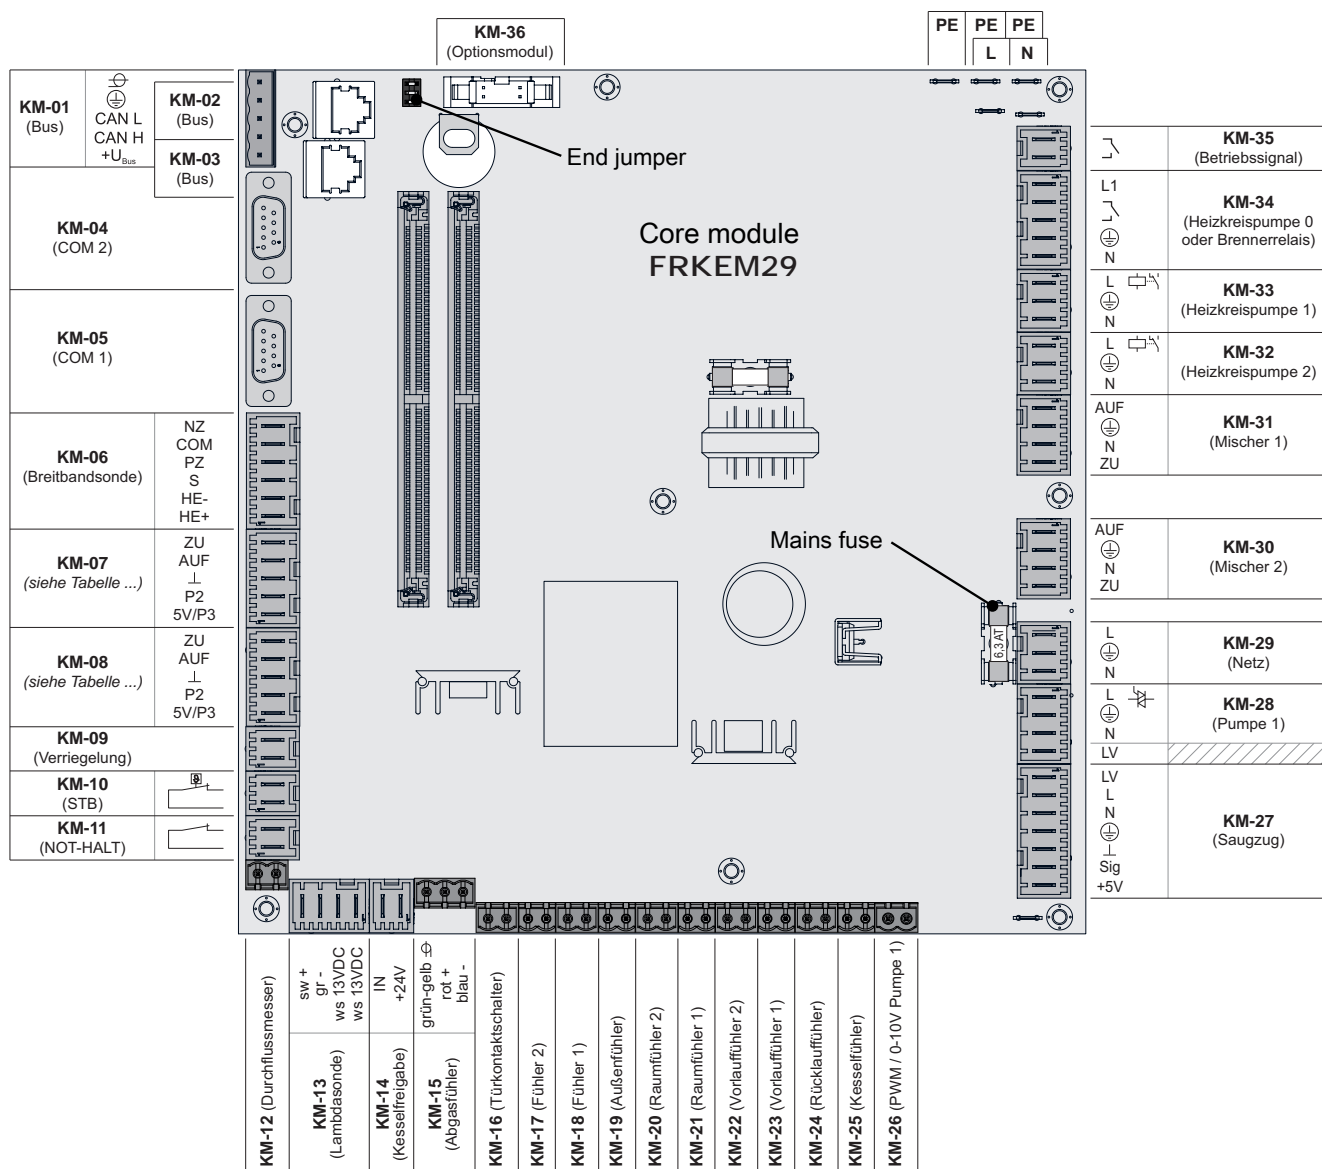 KM-36
(Optionsmodul)
PE PE PE
L N
KM-01
(Bus)
CAN L
CAN H
+U Bus
KM-02
(Bus)
KM-03
(Bus)
KM-04
(COM 2)
KM-05
(COM 1)
KM-06
(Breitbandsonde)
NZ
COM
PZ
S
HE-
HE+
KM-07
(siehe Tabelle ...)
ZU
AUF
P2
5V/P3
KM-08
(siehe Tabelle ...)
ZU
AUF
P2
5V/P3
KM-09
(Verriegelung)
KM-10
(STB)
KM-11
(NOT-HALT)
End jumper
Core module
FRKEM29
Mains fuse
6,3 AT
KM-35
(Betriebssignal)
L1
N
KM-34
(Heizkreispumpe 0
oder Brennerrelais)
L
N
KM-33
(Heizkreispumpe 1)
L
N
KM-32
(Heizkreispumpe 2)
AUF
N
ZU
KM-31
(Mischer 1)
AUF
N
ZU
KM-30
(Mischer 2)
L
N
KM-29
(Netz)
L
N
LV
KM-28
(Pumpe 1)
LV
L
N
Sig
+5V
KM-27
(Saugzug)
KM-12 (Durchflussmesser)
sw +
gr -
ws 13VDC
ws 13VDC
KM-13
(Lambdasonde)
IN
+24V
KM-14
(Kesselfreigabe)
grün-gelb
rot +
blau -
KM-15
(Abgasfühler)
KM-16 (Türkontaktschalter)
KM-17 (Fühler 2)
KM-18 (Fühler 1)
KM-19 (Außenfühler)
KM-20 (Raumfühler 2)
KM-21 (Raumfühler 1)
KM-22 (Vorlauffühler 2)
KM-23 (Vorlauffühler 1)
KM-24 (Rücklauffühler)
KM-25 (Kesselfühler)
KM-26 (PWM / 0-10V Pumpe 1)